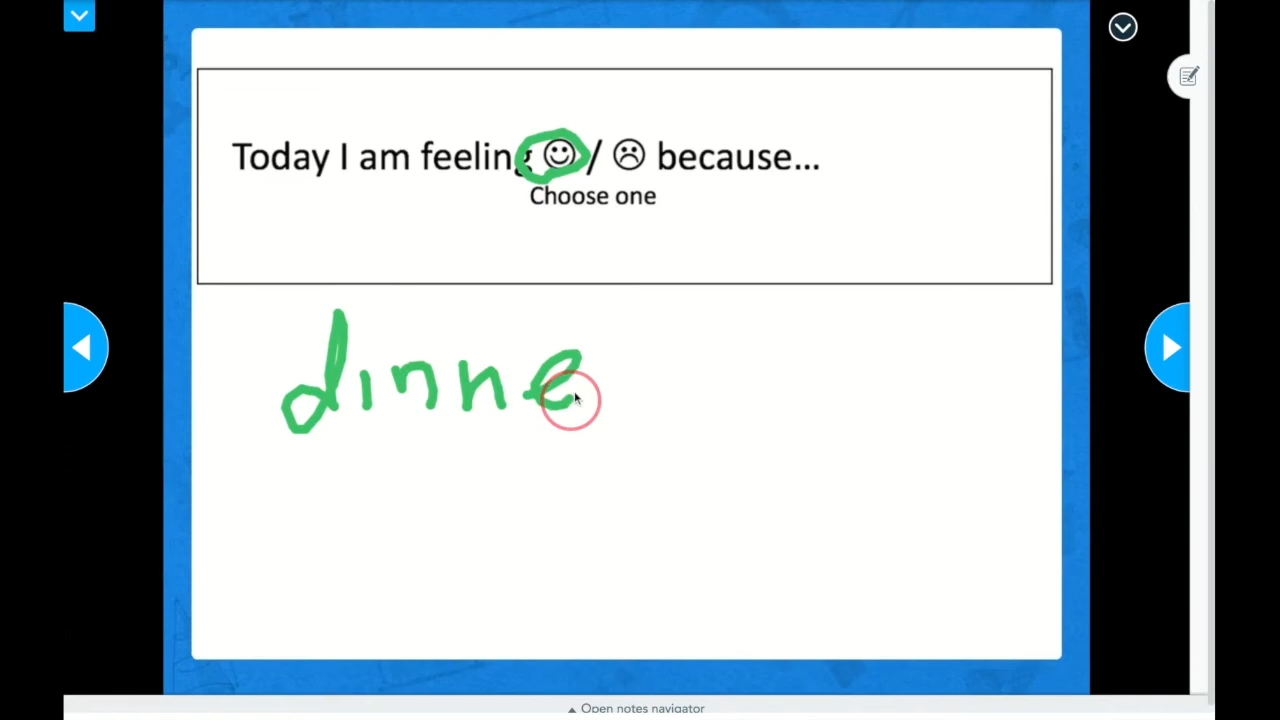 Today I am feeling ☺ / ☹ because...
Choose one
dinne
Open notes navigator